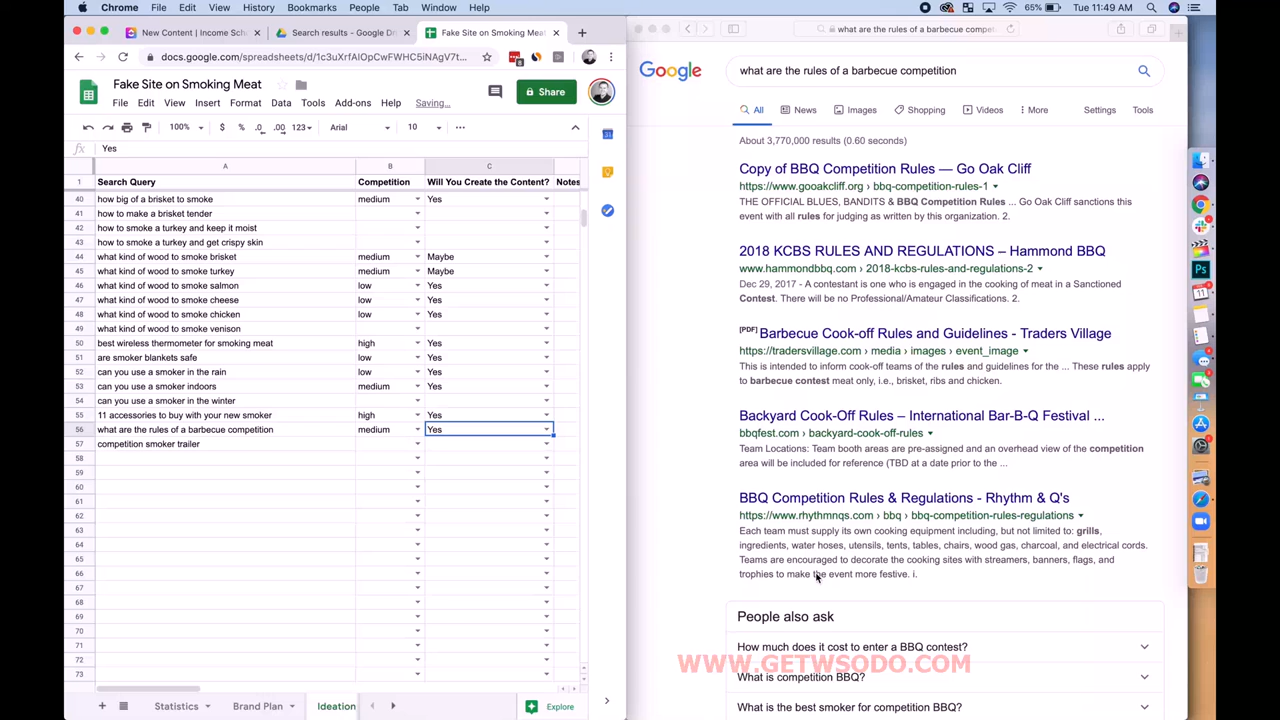 Chrome File Edit View History Bookmarks People Tab Window Help
65% Tue 11:49 AM
New Content | Income Sch
Search results - Google Dri
Fake Site on Smoking Meat
docs.google.com/spreadsheets/d/1c3uXrfAIOpCwFWHC5iNAgV7t...
Fake Site on Smoking Meat
File Edit View Insert Format Data Tools Add-ons Help Saving...
Share
100% $ % .0 .00 123 Arial 10
fx Yes
A B C
1 Search Query Competition Will You Create the Content? Notes
40 how big of a brisket to smoke medium Yes
41 how to make a brisket tender
42 how to smoke a turkey and keep it moist
43 how to smoke a turkey and get crispy skin
44 what kind of wood to smoke brisket medium Maybe
45 what kind of wood to smoke turkey medium Maybe
46 what kind of wood to smoke salmon low Yes
47 what kind of wood to smoke cheese low Yes
48 what kind of wood to smoke chicken low Yes
49 what kind of wood to smoke venison
50 best wireless thermometer for smoking meat high Yes
51 are smoker blankets safe low Yes
52 can you use a smoker in the rain low Yes
53 can you use a smoker indoors medium Yes
54 can you use a smoker in the winter
55 11 accessories to buy with your new smoker high Yes
56 what are the rules of a barbecue competition medium Yes
57 competition smoker trailer
58
59
60
61
62
63
64
65
66
67
68
69
70
71
72
73
Statistics Brand Plan Ideation Explore
what are the rules of a barbecue compet
Google what are the rules of a barbecue competition
All News Images Shopping Videos More Settings Tools
About 3,770,000 results (0.60 seconds)
Copy of BBQ Competition Rules — Go Oak Cliff
https://www.gooakcliff.org › bbq-competition-rules-1
THE OFFICIAL BLUES, BANDITS & BBQ Competition Rules ... Go Oak Cliff sanctions this
event with all rules for judging as written by this organization. 2.
2018 KCBS RULES AND REGULATIONS – Hammond BBQ
www.hammondbbq.com › 2018-kcbs-rules-and-regulations-2
Dec 29, 2017 - A contestant is one who is engaged in the cooking of meat in a Sanctioned
Contest. There will be no Professional/Amateur Classifications. 2.
[PDF] Barbecue Cook-off Rules and Guidelines - Traders Village
https://tradersvillage.com › media › images › event_image
This is intended to inform cook-off teams of the rules and guidelines for the ... These rules apply
to barbecue contest meat only, i.e., brisket, ribs and chicken.
Backyard Cook-Off Rules – International Bar-B-Q Festival ...
bbqfest.com › backyard-cook-off-rules
Team Locations: Team booth areas are pre-assigned and an overhead view of the competition
area will be included for reference (TBD at a date prior to the ...
BBQ Competition Rules & Regulations - Rhythm & Q's
https://www.rhythmnqs.com › bbq › bbq-competition-rules-regulations
Each team must supply its own cooking equipment including, but not limited to: grills,
ingredients, water hoses, utensils, tents, tables, chairs, wood gas, charcoal, and electrical cords.
Teams are encouraged to decorate the cooking sites with streamers, banners, flags, and
trophies to make the event more festive. i.
People also ask
How much does it cost to enter a BBQ contest?
WWW.GETWSODO.COM
What is competition BBQ?
What is the best smoker for competition BBQ?